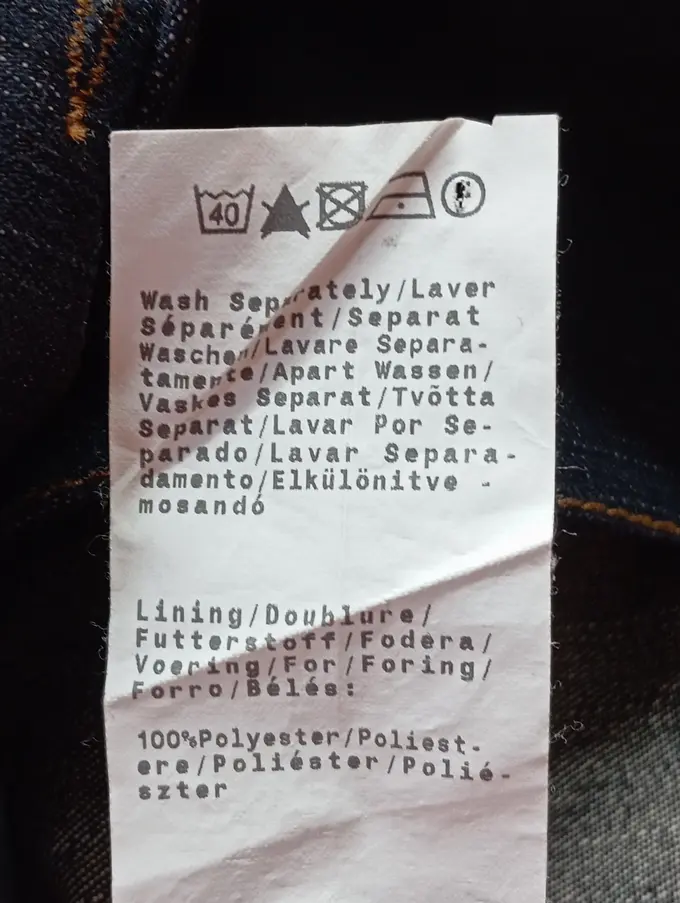 40
Wash Separately/Laver
Séparément/Separat
Waschen/Lavare Separa-
tamente/Apart Wassen/
Vaskes Separat/Tvõtta
Separat/Lavar Por Se-
parado/Lavar Separa-
damento/Elkülönitve -
mosandó
Lining/Doublure/
Futterstoff/Fodera/
Voering/For/Foring/
Forro/Bélés:
100%Polyester/Poliest-
ere/Poliéster/Polié-
szter